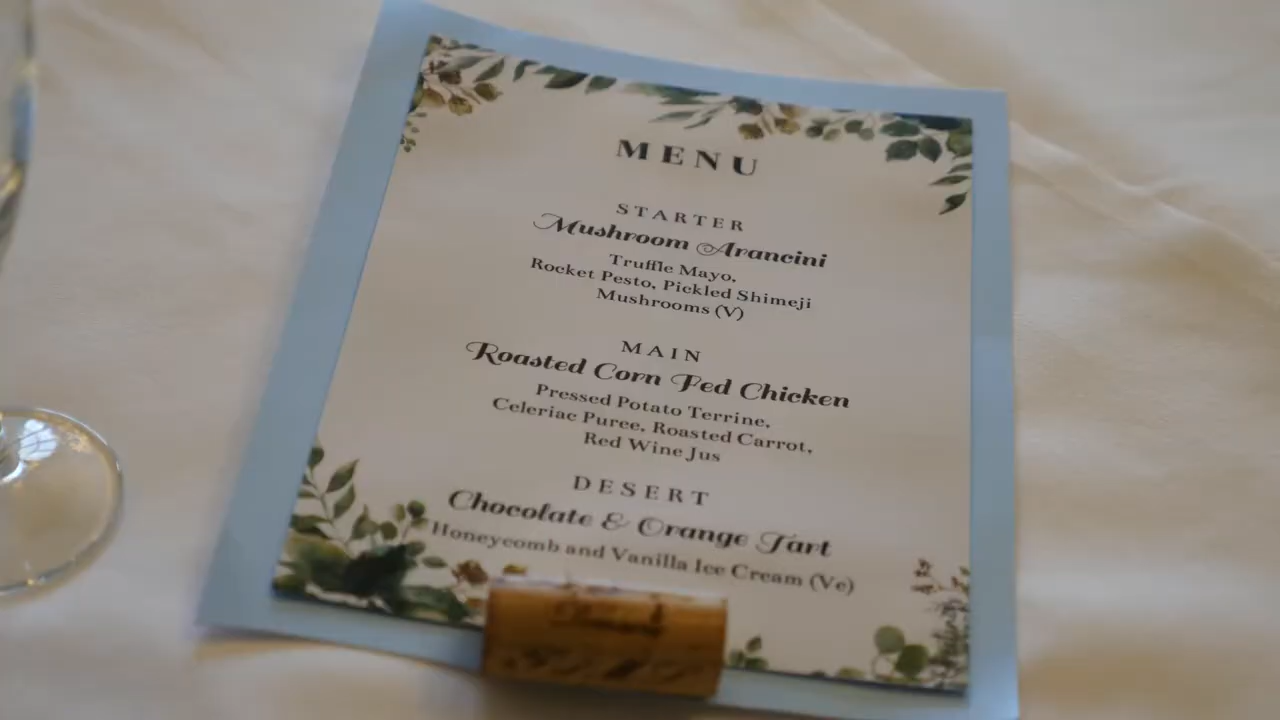 MENU
STARTER
Mushroom Arancini
Truffle Mayo,
Rocket Pesto, Pickled Shimeji
Mushrooms (V)
MAIN
Roasted Corn Fed Chicken
Pressed Potato Terrine,
Celeriac Puree, Roasted Carrot,
Red Wine Jus
DESERT
Chocolate & Orange Tart
Honeycomb and Vanilla Ice Cream (Ve)